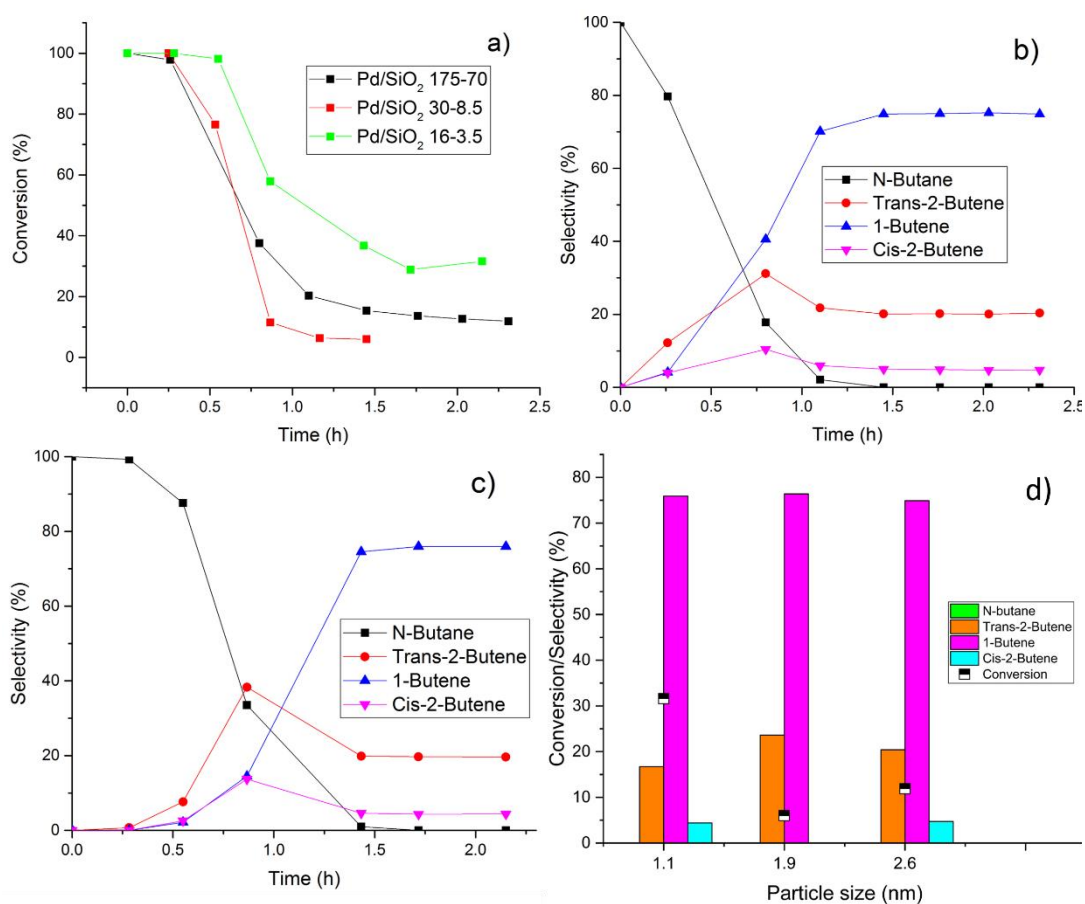 a)
Conversion (%)
100
80
60
40
20
0
Pd/SiO₂ 175-70
Pd/SiO₂ 30-8.5
Pd/SiO₂ 16-3.5
0.0 0.5 1.0 1.5 2.0 2.5
Time (h)
b)
Selectivity (%)
100
80
60
40
20
0
N-Butane
Trans-2-Butene
1-Butene
Cis-2-Butene
0.0 0.5 1.0 1.5 2.0 2.5
Time (h)
c)
Selectivity (%)
100
80
60
40
20
0
N-Butane
Trans-2-Butene
1-Butene
Cis-2-Butene
0.0 0.5 1.0 1.5 2.0
Time (h)
d)
Conversion/Selectivity (%)
80
70
60
50
40
30
20
10
0
N-butane
Trans-2-Butene
1-Butene
Cis-2-Butene
Conversion
1.1 1.9 2.6
Particle size (nm)